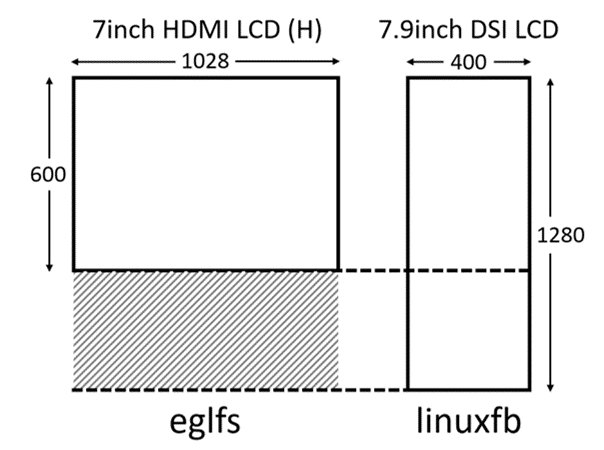 7inch HDMI LCD (H)
7.9inch DSI LCD
1028
400
600
1280
eglfs
linuxfb